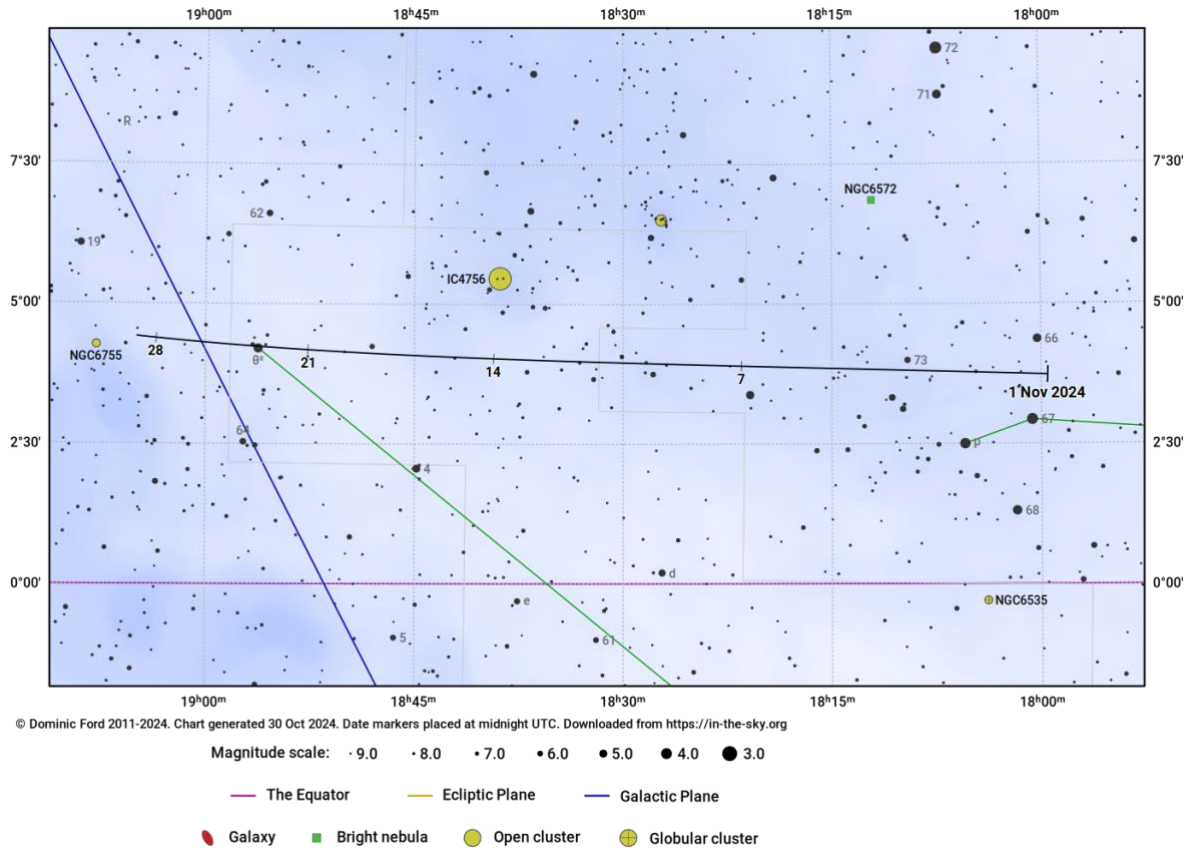 19h00m 18h45m 18h30m 18h15m 18h00m
72
71
R
7°30' 7°30'
NGC6572
62
19
IC4756
5°00' 5°00'
66
NGC6755
28
θ²
21
14
73
7
1 Nov 2024
67
64
2°30' P 2°30'
4
68
d
0°00' 0°00'
e
NGC6535
5
61
19h00m 18h45m 18h30m 18h15m 18h00m
© Dominic Ford 2011-2024. Chart generated 30 Oct 2024. Date markers placed at midnight UTC. Downloaded from https://in-the-sky.org
Magnitude scale: 9.0 8.0 7.0 6.0 5.0 4.0 3.0
The Equator Ecliptic Plane Galactic Plane
Galaxy Bright nebula Open cluster Globular cluster